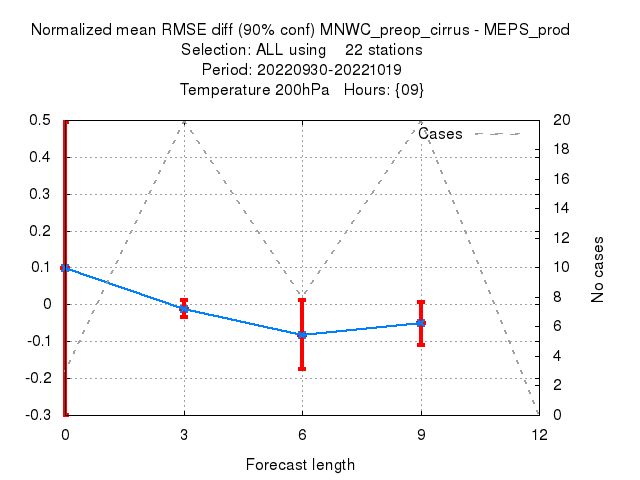 Normalized mean RMSE diff (90% conf) MNWC_preop_cirrus - MEPS_prod
Selection: ALL using 22 stations
Period: 20220930-20221019
Temperature 200hPa Hours: {09}
Cases
0.5
0.4
0.3
0.2
0.1
0
-0.1
-0.2
-0.3
20
18
16
14
12
10
8
6
4
2
0
No cases
0 3 6 9 12
Forecast length